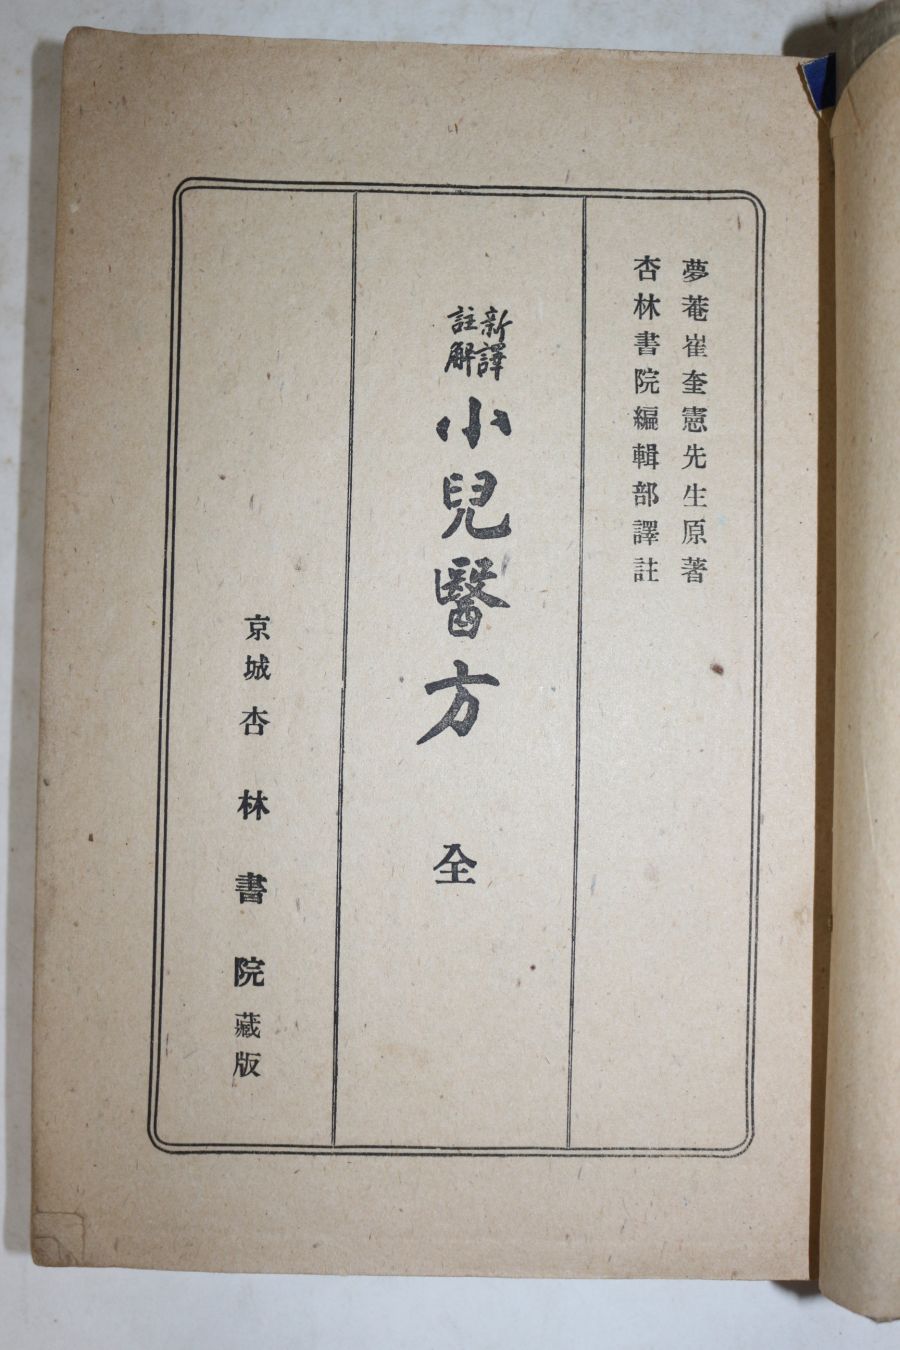 夢菴崔奎憲先生原著
杏林書院編輯部譯註
新譯
註解
小兒醫方 全
京城 杏林書院 藏版